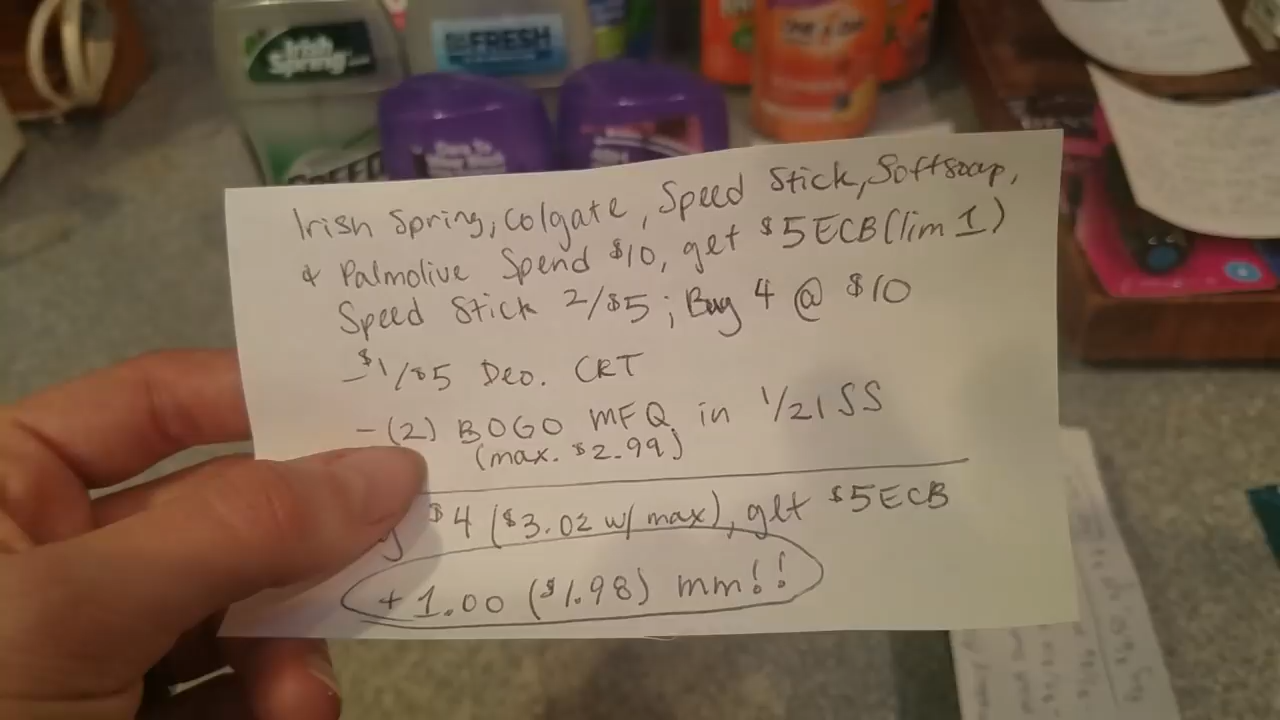 Irish Spring
FRESH
SPEED
Irish Spring, Colgate, Speed Stick, Softsoap,
& Palmolive Spend $10, get $5 ECB (lim 1)
Speed Stick 2/$5; Buy 4 @ $10
-$1/$5 Deo. CRT
-(2) BOGO MFQ in 1/21 SS
(max. $2.99)
$4 ($3.02 w/ max), get $5 ECB
+ 1.00 ($1.98) mm!!